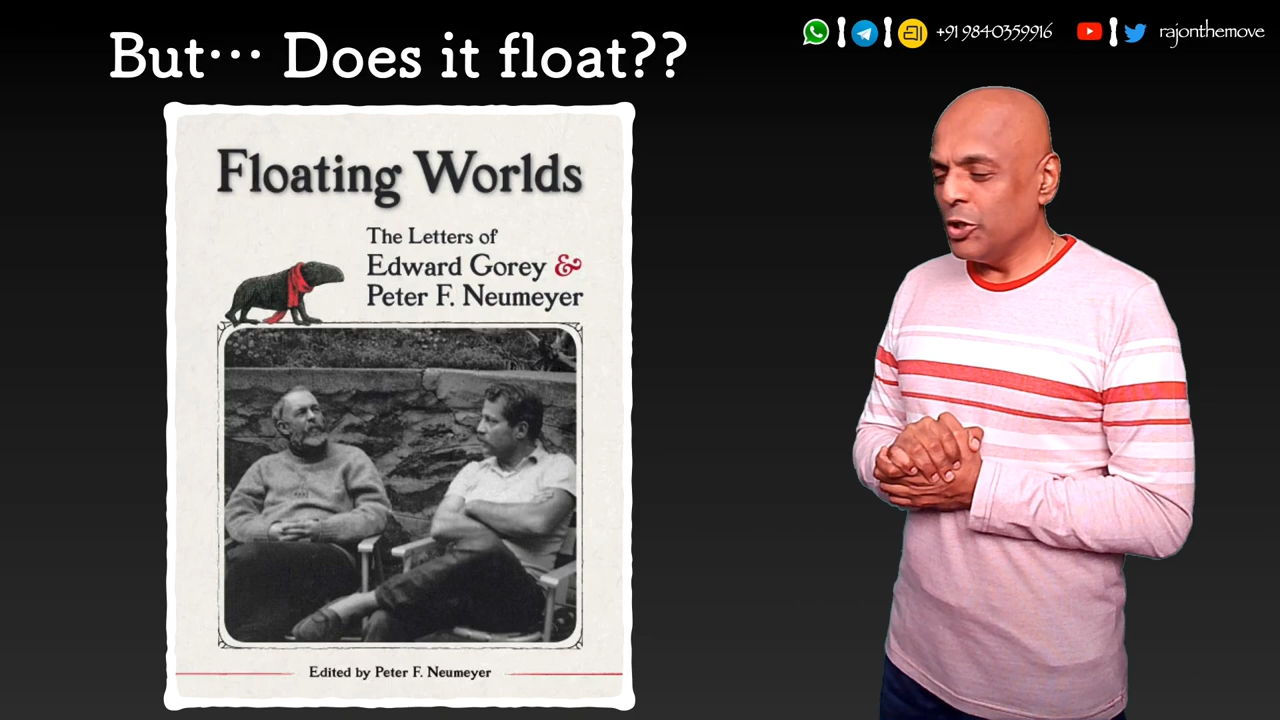 But... Does it float??
+91 9840359916
rajonthemove
Floating Worlds
The Letters of
Edward Gorey &
Peter F. Neumeyer
Edited by Peter F. Neumeyer